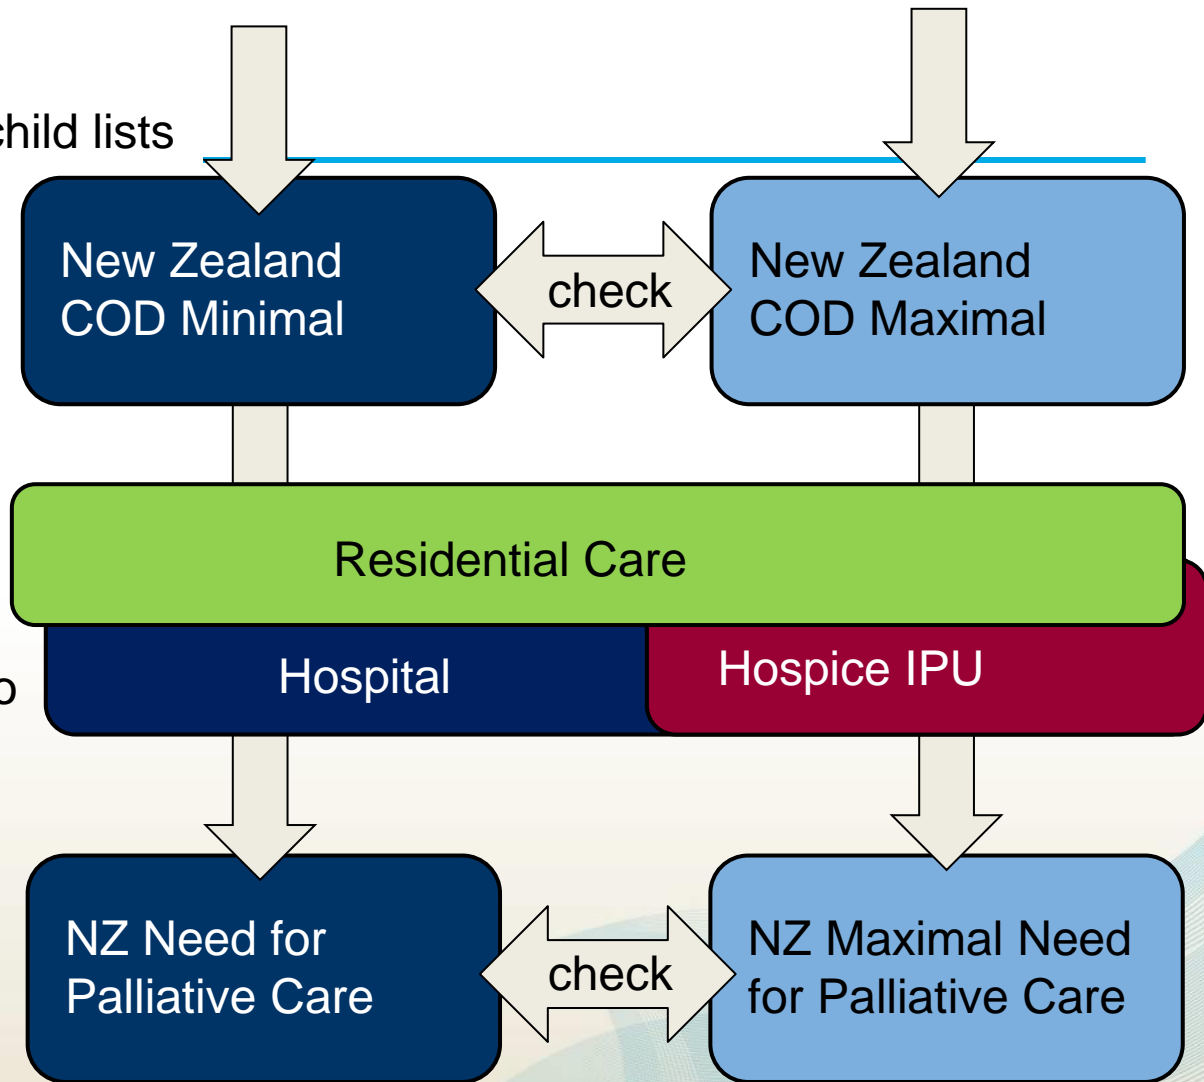 child lists
New Zealand
COD Minimal
check
New Zealand
COD Maximal
Residential Care
Hospital
Hospice IPU
NZ Need for
Palliative Care
check
NZ Maximal Need
for Palliative Care